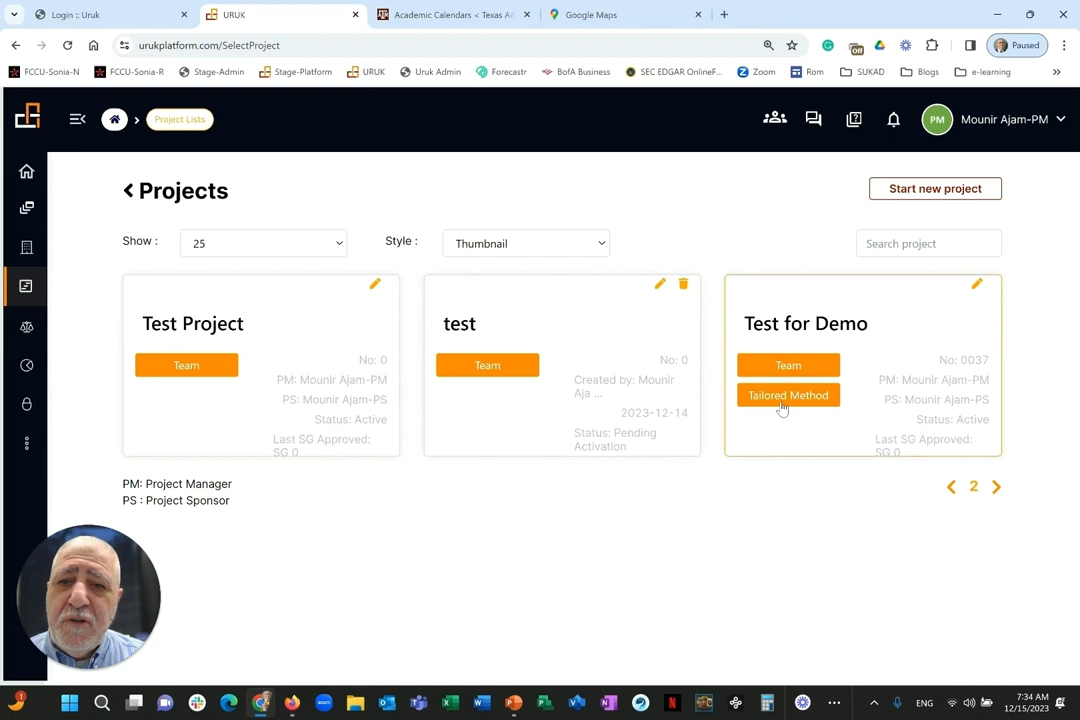 Login :: Uruk
URUK
Academic Calendars < Texas A&
Google Maps
urukplatform.com/SelectProject
Off
Paused
FCCU-Sonia-N
FCCU-Sonia-R
Stage-Admin
Stage-Platform
URUK
Uruk Admin
Forecastr
BofA Business
SEC EDGAR OnlineF...
Zoom
Rom
SUKAD
Blogs
e-learning
Project Lists
PM
Mounir Ajam-PM
Projects
Start new project
Show :
25
Style :
Thumbnail
Search project
Test Project
Team
No: 0
PM: Mounir Ajam-PM
PS: Mounir Ajam-PS
Status: Active
Last SG Approved:
SG 0
test
Team
No: 0
Created by: Mounir
Aja ...
2023-12-14
Status: Pending
Activation
Test for Demo
Team
Tailored Method
No: 0037
PM: Mounir Ajam-PM
PS: Mounir Ajam-PS
Status: Active
Last SG Approved:
SG 0
PM: Project Manager
PS : Project Sponsor
2
1
zoom
ENG
7:34 AM
12/15/2023